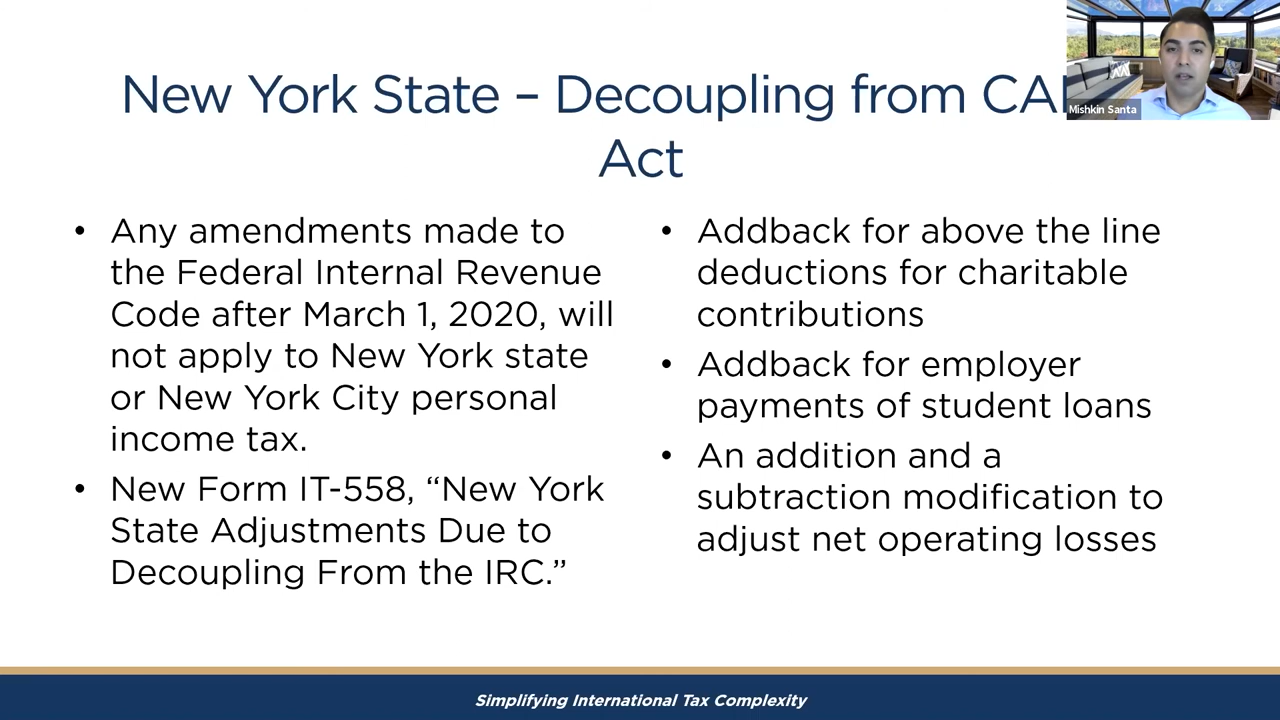 New York State – Decoupling from
Act
Mishkin Santa
• Any amendments made to
the Federal Internal Revenue
Code after March 1, 2020, will
not apply to New York state
or New York City personal
income tax.
• New Form IT-558, “New York
State Adjustments Due to
Decoupling From the IRC.”
• Addback for above the line
deductions for charitable
contributions
• Addback for employer
payments of student loans
• An addition and a
subtraction modification to
adjust net operating losses
Simplifying International Tax Complexity